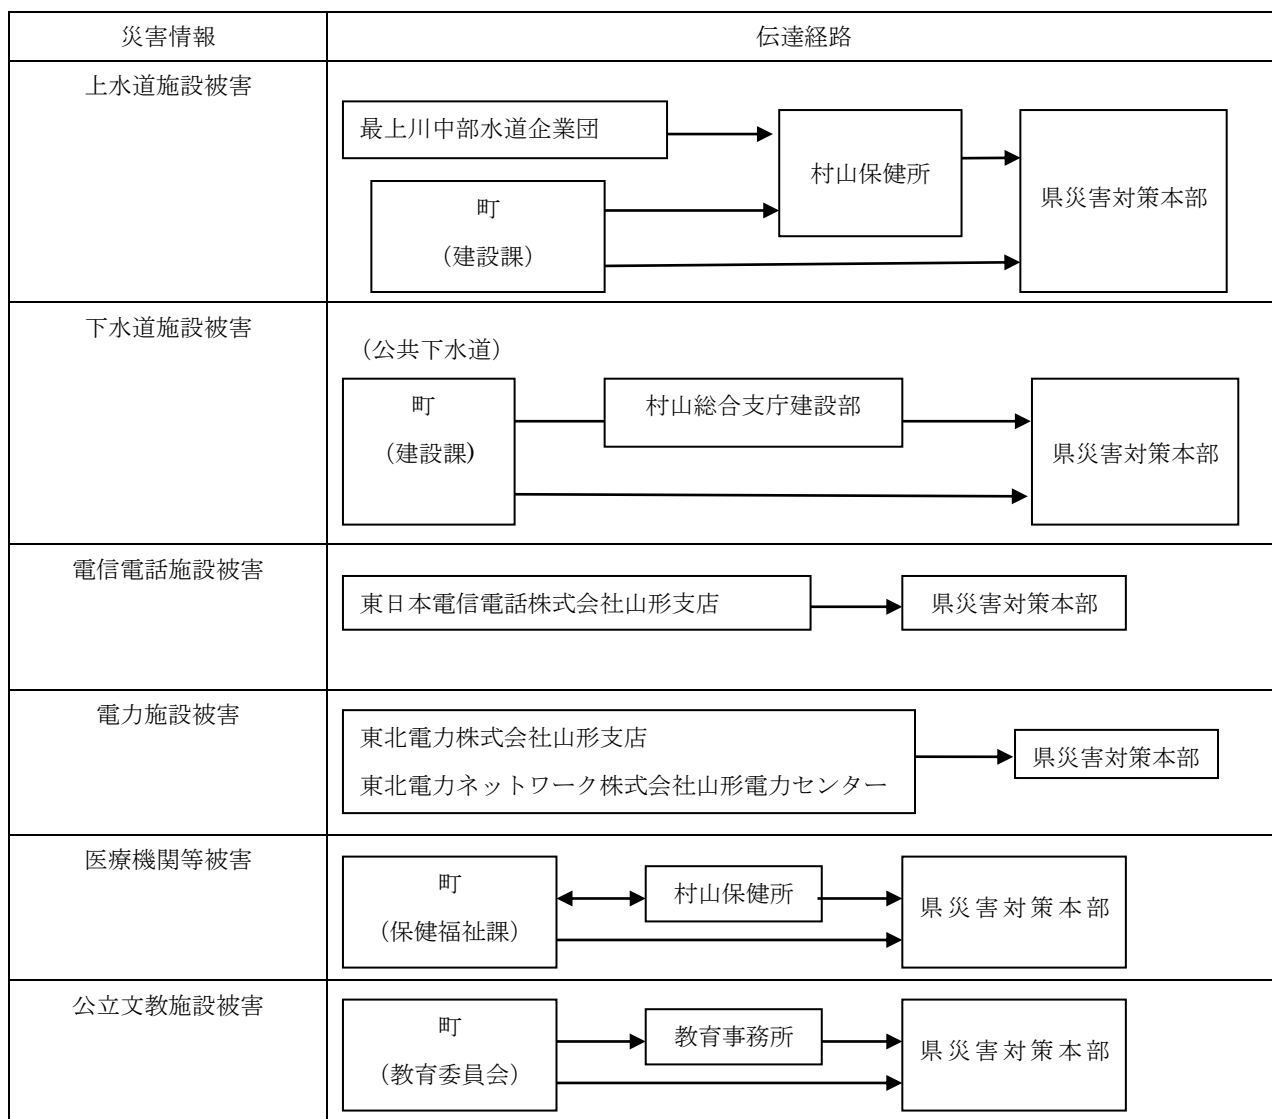 災害情報
伝達経路
上水道施設被害
最上川中部水道企業団
町
（建設課）
村山保健所
県災害対策本部
下水道施設被害
（公共下水道）
町
（建設課)
村山総合支庁建設部
県災害対策本部
電信電話施設被害
東日本電信電話株式会社山形支店
県災害対策本部
電力施設被害
東北電力株式会社山形支店
東北電力ネットワーク株式会社山形電力センター
県災害対策本部
医療機関等被害
町
（保健福祉課）
村山保健所
県災害対策本部
公立文教施設被害
町
（教育委員会）
教育事務所
県災害対策本部